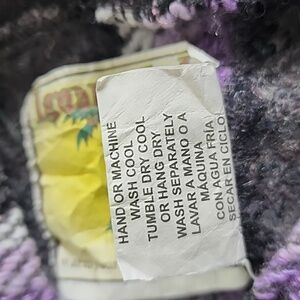 HAND OR MACHINE
WASH COOL
TUMBLE DRY COOL
OR HANG DRY
WASH SEPARATELY
LAVAR A MANO O A
MÁQUINA
CON AGUA FRIA
SECAR EN CICLO